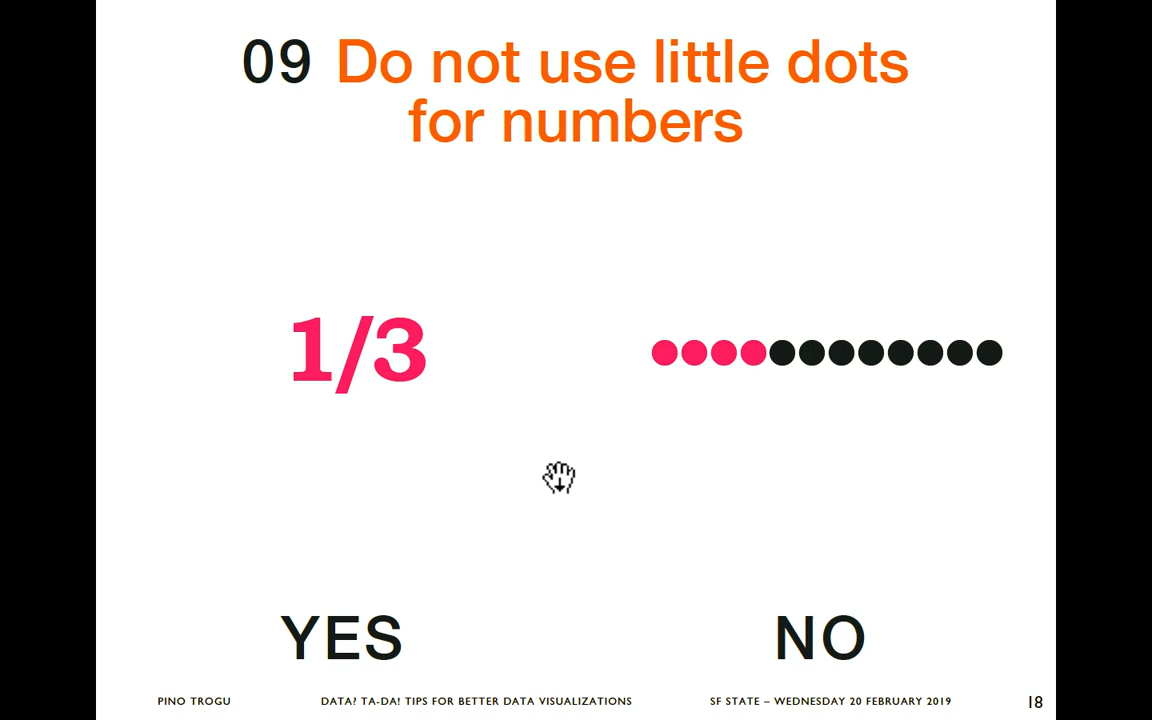 09 Do not use little dots
for numbers
1/3
YES
NO
PINO TROGU
DATA? TA-DA! TIPS FOR BETTER DATA VISUALIZATIONS
SF STATE – WEDNESDAY 20 FEBRUARY 2019
18